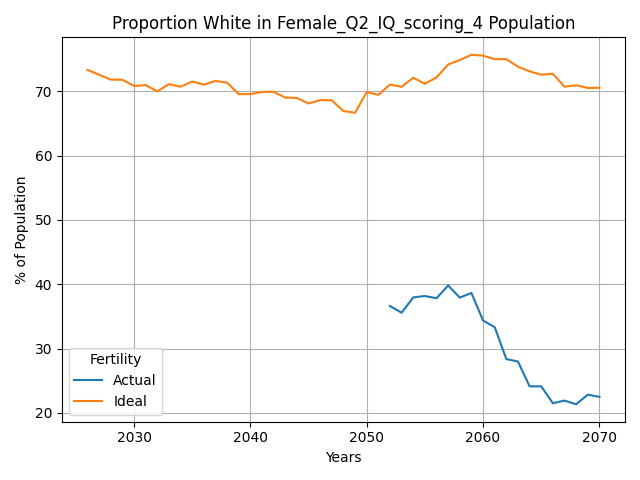 Proportion White in Female_Q2_IQ_scoring_4 Population
% of Population
70
60
50
40
30
20
Fertility
Actual
Ideal
2030 2040 2050 2060 2070
Years